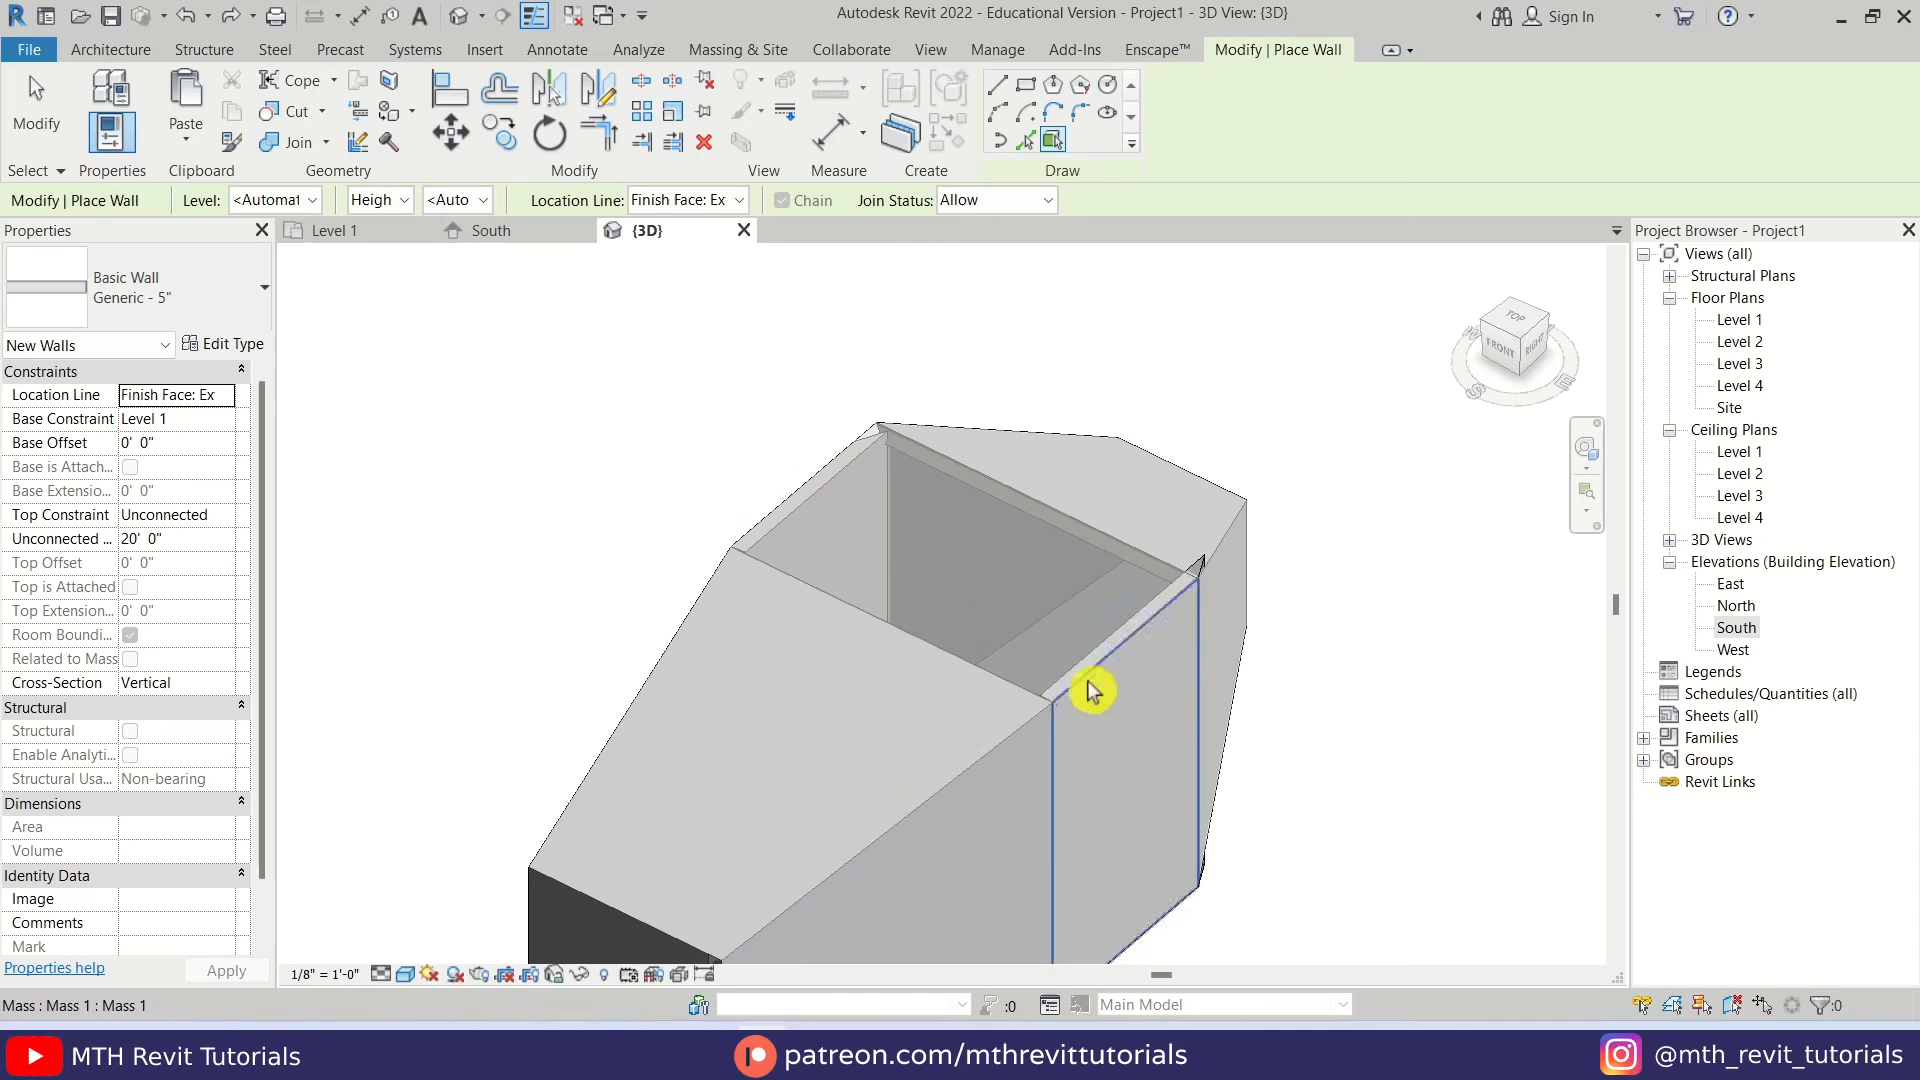 Autodesk Revit 2022 - Educational Version - Project1 - 3D View: {3D}
Sign In
File
Architecture
Structure
Steel
Precast
Systems
Insert
Annotate
Analyze
Massing & Site
Collaborate
View
Manage
Add-Ins
Enscape™
Modify | Place Wall
Modify
Paste
Cope
Cut
Join
Select
Properties
Clipboard
Geometry
Modify
View
Measure
Create
Draw
Modify | Place Wall
Level:
<Automat
Heigh
<Auto
Location Line:
Finish Face: Ex
Chain
Join Status:
Allow
Properties
Level 1
South
{3D}
Project Browser - Project1
Basic Wall
Generic - 5"
New Walls
Edit Type
Constraints
Location Line Finish Face: Ex
Base Constraint Level 1
Base Offset 0' 0"
Base is Attach...
Base Extensio... 0' 0"
Top Constraint Unconnected
Unconnected ... 20' 0"
Top Offset 0' 0"
Top is Attached
Top Extension... 0' 0"
Room Boundi...
Related to Mass
Cross-Section Vertical
Structural
Structural
Enable Analyti...
Structural Usa... Non-bearing
Dimensions
Area
Volume
Identity Data
Image
Comments
Mark
Properties help
Apply
TOP
FRONT
RIGHT
S
E
Views (all)
Structural Plans
Floor Plans
Level 1
Level 2
Level 3
Level 4
Site
Ceiling Plans
Level 1
Level 2
Level 3
Level 4
3D Views
Elevations (Building Elevation)
East
North
South
West
Legends
Schedules/Quantities (all)
Sheets (all)
Families
Groups
Revit Links
1/8" = 1'-0"
Mass : Mass 1 : Mass 1
:0
Main Model
:0
MTH Revit Tutorials
patreon.com/mthrevittutorials
@mth_revit_tutorials